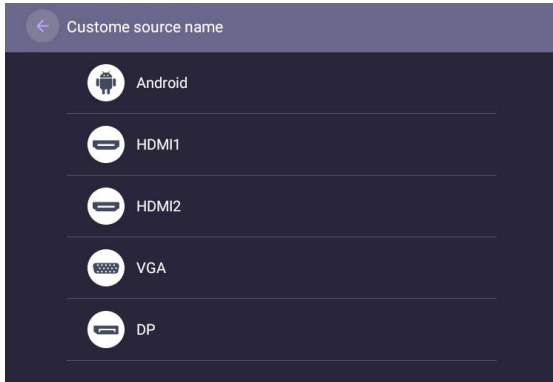 Custome source name
Android
HDMI1
HDMI2
VGA
DP